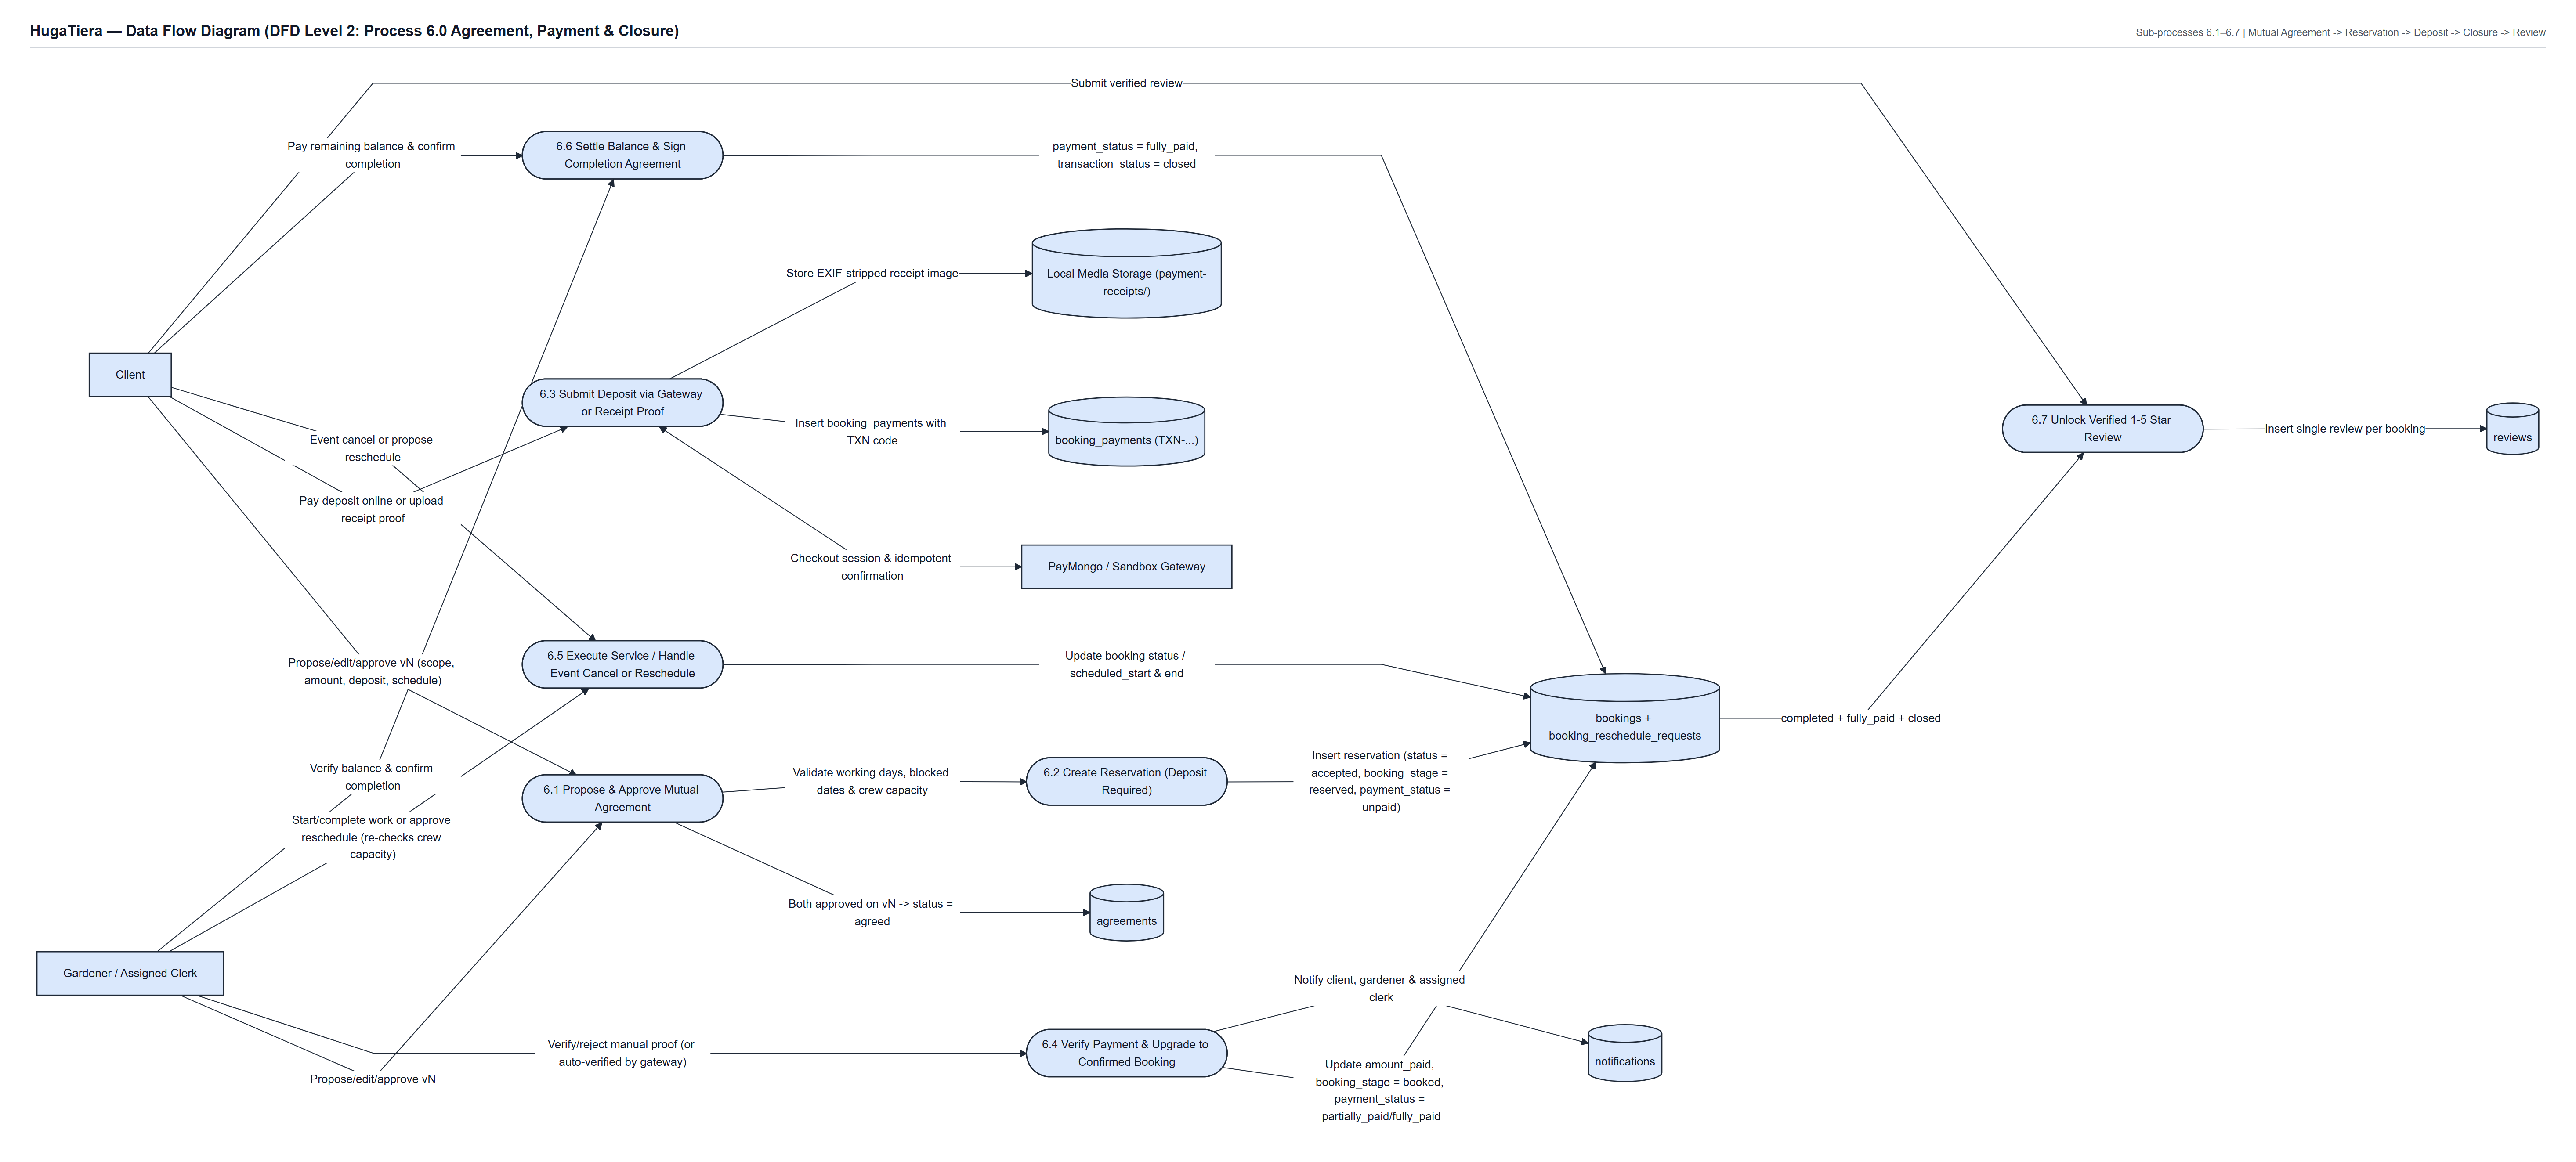 HugaTiera — Data Flow Diagram (DFD Level 2: Process 6.0 Agreement, Payment & Closure)
Sub-processes 6.1–6.7 | Mutual Agreement -> Reservation -> Deposit -> Closure -> Review
Submit verified review
Pay remaining balance & confirm
completion
6.6 Settle Balance & Sign
Completion Agreement
payment_status = fully_paid,
transaction_status = closed
Store EXIF-stripped receipt image
Local Media Storage (payment-
receipts/)
Client
6.3 Submit Deposit via Gateway
or Receipt Proof
Insert booking_payments with
TXN code
booking_payments (TXN-...)
6.7 Unlock Verified 1-5 Star
Review
Insert single review per booking
reviews
Event cancel or propose
reschedule
Pay deposit online or upload
receipt proof
Checkout session & idempotent
confirmation
PayMongo / Sandbox Gateway
Propose/edit/approve vN (scope,
amount, deposit, schedule)
6.5 Execute Service / Handle
Event Cancel or Reschedule
Update booking status /
scheduled_start & end
bookings +
booking_reschedule_requests
completed + fully_paid + closed
Verify balance & confirm
completion
6.1 Propose & Approve Mutual
Agreement
Validate working days, blocked
dates & crew capacity
6.2 Create Reservation (Deposit
Required)
Insert reservation (status =
accepted, booking_stage =
reserved, payment_status =
unpaid)
Start/complete work or approve
reschedule (re-checks crew
capacity)
Both approved on vN -> status =
agreed
agreements
Gardener / Assigned Clerk
Notify client, gardener & assigned
clerk
Verify/reject manual proof (or
auto-verified by gateway)
6.4 Verify Payment & Upgrade to
Confirmed Booking
notifications
Propose/edit/approve vN
Update amount_paid,
booking_stage = booked,
payment_status =
partially_paid/fully_paid